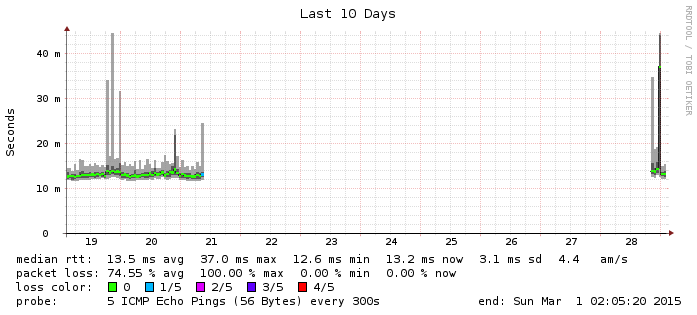 Last 10 Days
RRDTOOL / TOBI OETIKER
Seconds
40 m
30 m
20 m
10 m
0
19 20 21 22 23 24 25 26 27 28
median rtt: 13.5 ms avg 37.0 ms max 12.6 ms min 13.2 ms now 3.1 ms sd 4.4 am/s
packet loss: 74.55 % avg 100.00 % max 0.00 % min 0.00 % now
loss color: 0 1/5 2/5 3/5 4/5
probe: 5 ICMP Echo Pings (56 Bytes) every 300s end: Sun Mar 1 02:05:20 2015